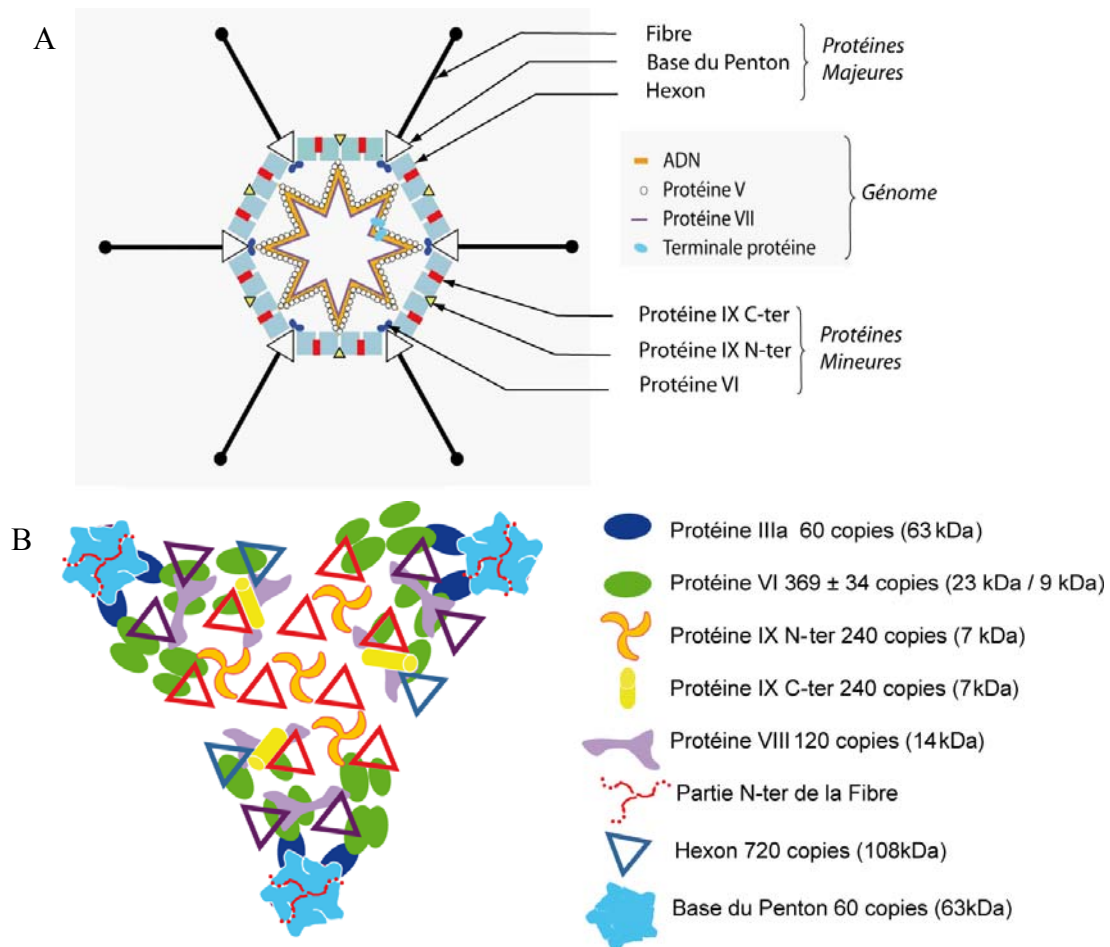 A
Fibre
Base du Penton
Hexon
Protéines
Majeures
ADN
Protéine V
Protéine VII
Terminale protéine
Génome
Protéine IX C-ter
Protéine IX N-ter
Protéine VI
Protéines
Mineures
B
Protéine IIIa 60 copies (63 kDa)
Protéine VI 369 ± 34 copies (23 kDa / 9 kDa)
Protéine IX N-ter 240 copies (7 kDa)
Protéine IX C-ter 240 copies (7kDa)
Protéine VIII 120 copies (14kDa)
Partie N-ter de la Fibre
Hexon 720 copies (108kDa)
Base du Penton 60 copies (63kDa)